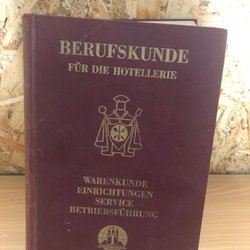 BERUFSKUNDE
FÜR DIE HOTELLERIE
WARENKUNDE
EINRICHTUNGEN
SERVICE
BETRIEBSFÜHRUNG